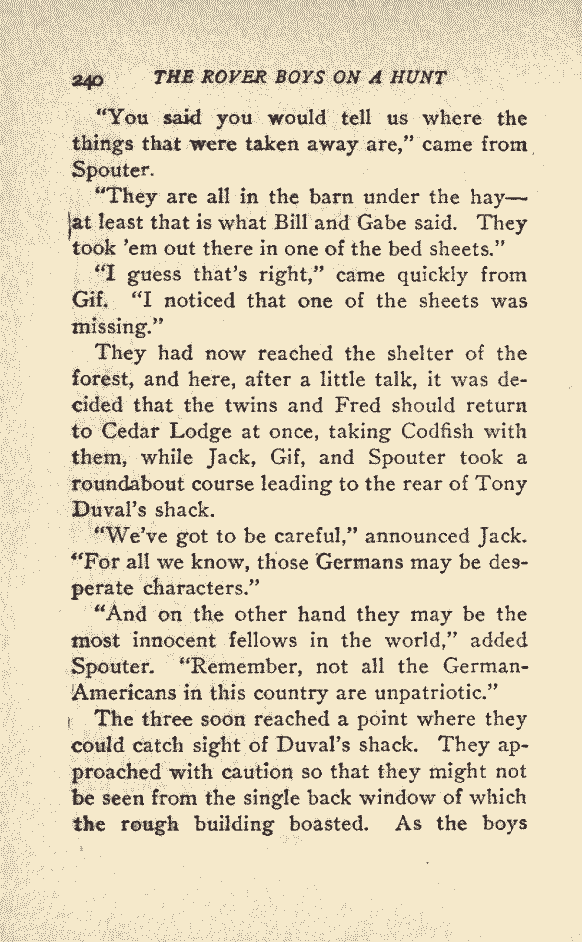 240 THE ROVER BOYS ON A HUNT
“You said you would tell us where the
things that were taken away are,” came from
Spouter.
“They are all in the barn under the hay—
at least that is what Bill and Gabe said. They
took ’em out there in one of the bed sheets.”
“I guess that’s right,” came quickly from
Gif. “I noticed that one of the sheets was
missing.”
They had now reached the shelter of the
forest, and here, after a little talk, it was de-
cided that the twins and Fred should return
to Cedar Lodge at once, taking Codfish with
them, while Jack, Gif, and Spouter took a
roundabout course leading to the rear of Tony
Duval’s shack.
“We’ve got to be careful,” announced Jack.
“For all we know, those Germans may be des-
perate characters.”
“And on the other hand they may be the
most innocent fellows in the world,” added
Spouter. “Remember, not all the German-
Americans in this country are unpatriotic.”
The three soon reached a point where they
could catch sight of Duval’s shack. They ap-
proached with caution so that they might not
be seen from the single back window of which
the rough building boasted. As the boys